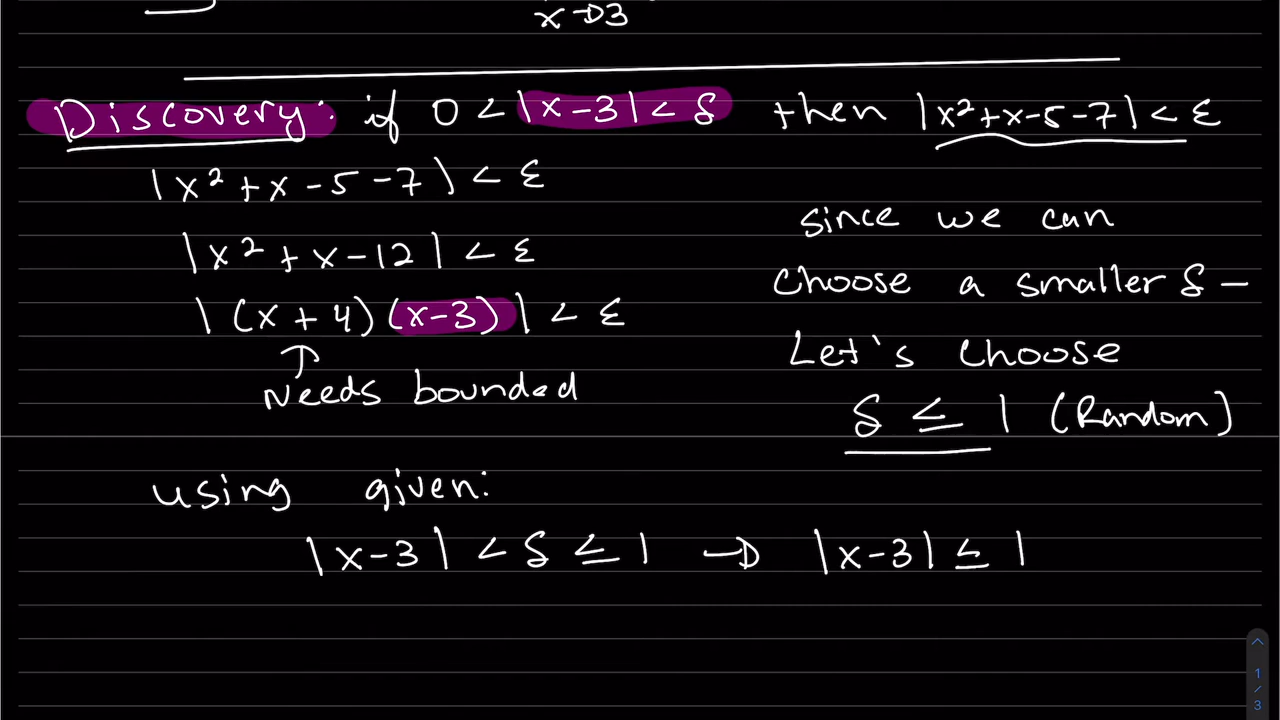 x→3
Discovery: if 0 < |x-3| < δ then |x²+x-5-7| < ε
|x²+x-5-7| < ε
|x²+x-12| < ε
|(x+4)(x-3)| < ε
↑
Needs bounded
since we can
choose a smaller δ –
Let's choose
δ ≤ 1 (Random)
using given:
|x-3| < δ ≤ 1 → |x-3| ≤ 1
1
/
3